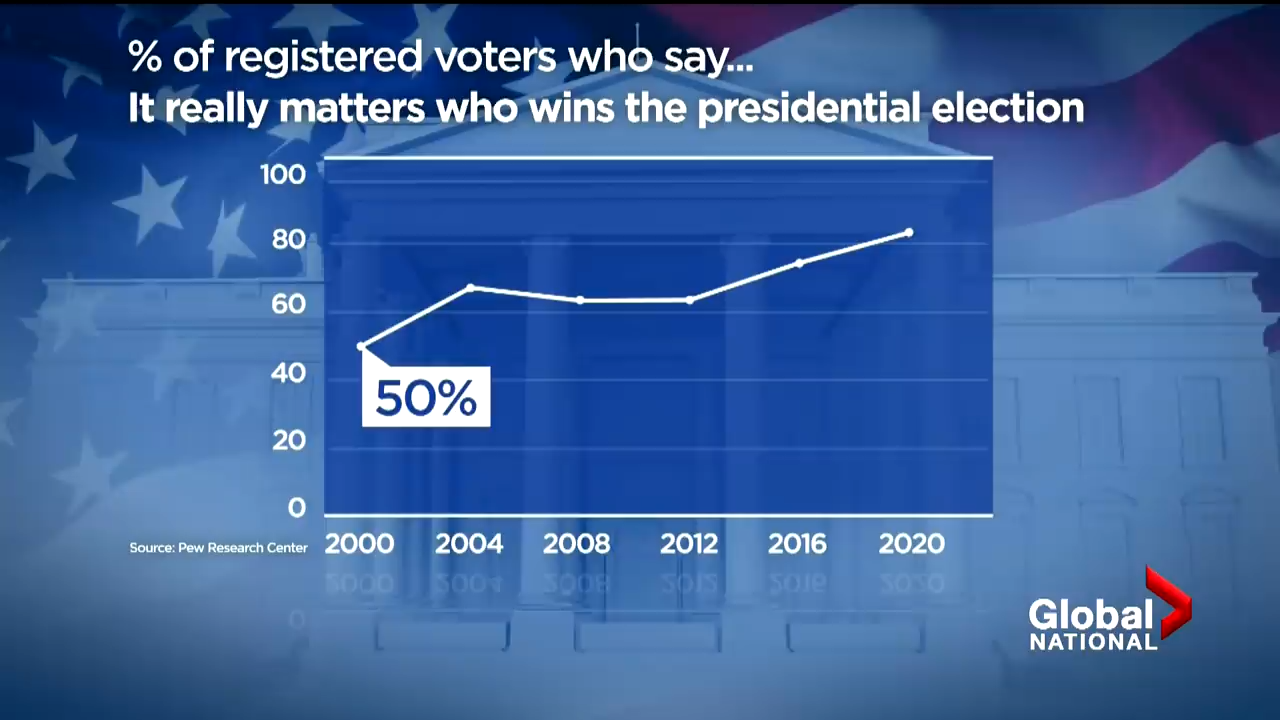 % of registered voters who say...
It really matters who wins the presidential election
100
80
60
40
20
0
50%
Source: Pew Research Center
2000 2004 2008 2012 2016 2020
Global
NATIONAL